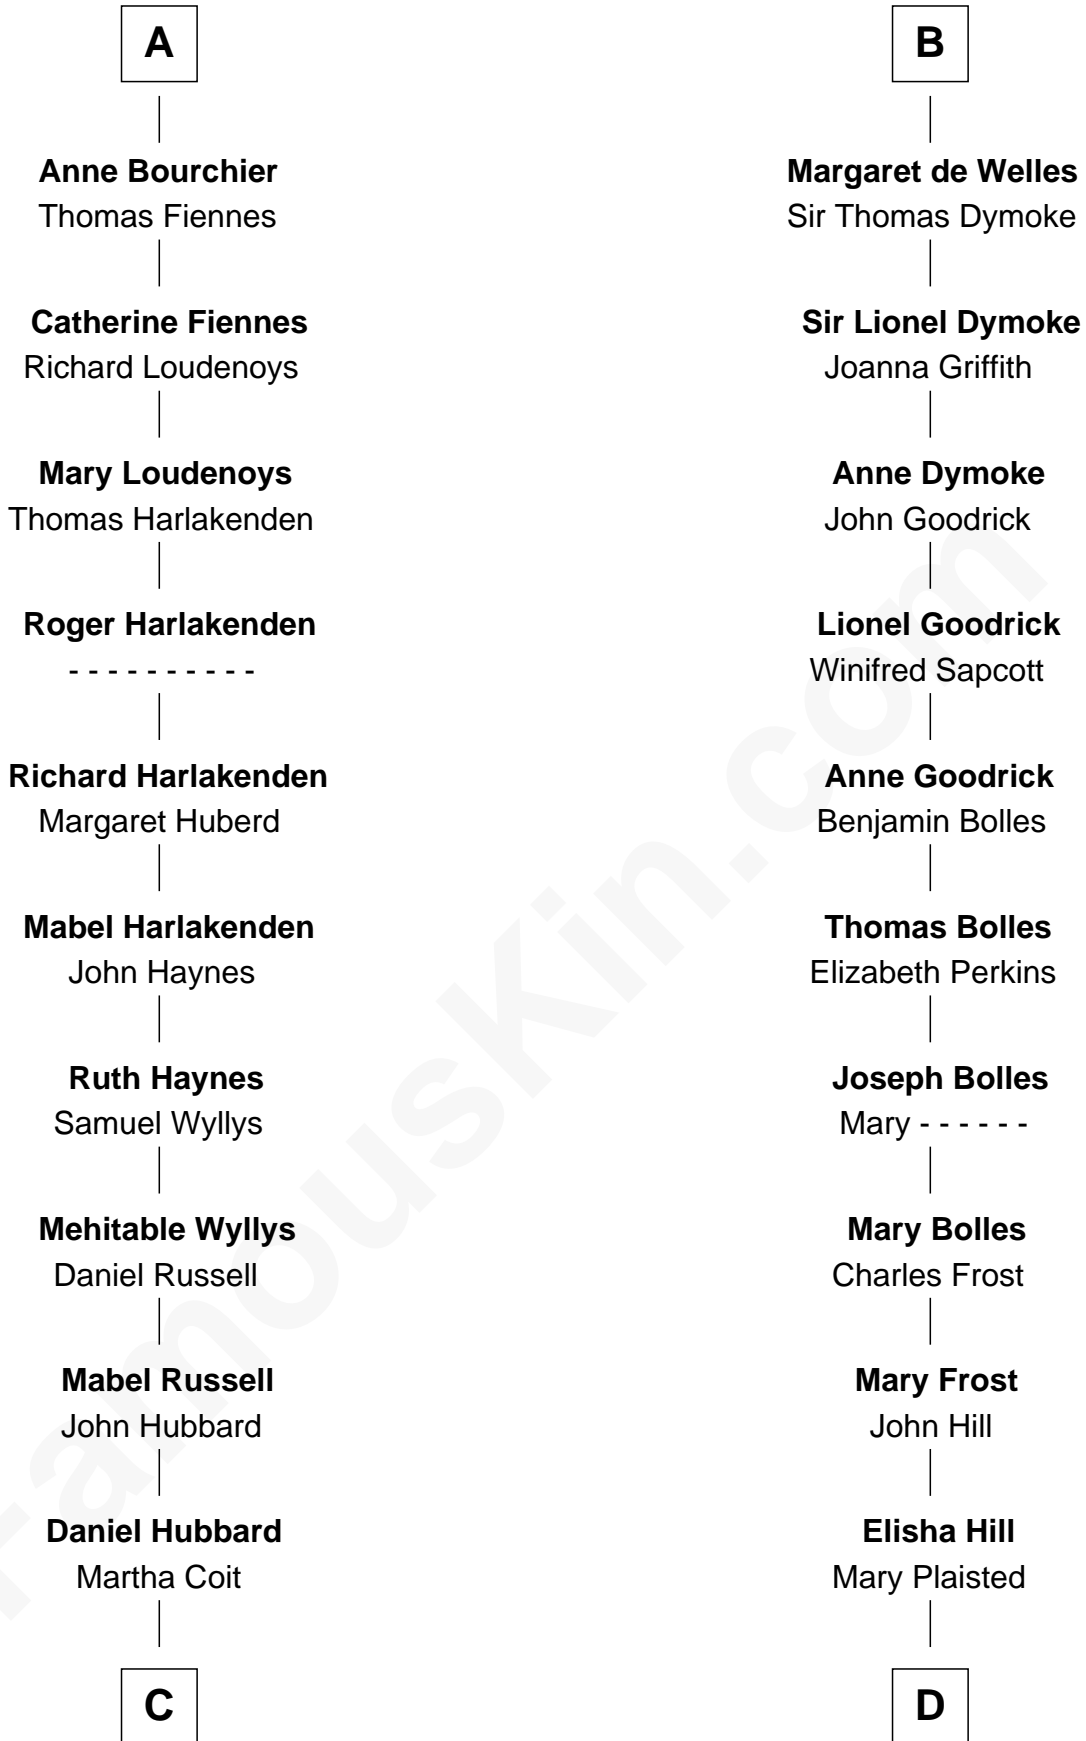 A
Anne Bourchier
Thomas Fiennes
Catherine Fiennes
Richard Loudenoys
Mary Loudenoys
Thomas Harlakenden
Roger Harlakenden
- - - - - - - - - -
Richard Harlakenden
Margaret Huberd
Mabel Harlakenden
John Haynes
Ruth Haynes
Samuel Wyllys
Mehitable Wyllys
Daniel Russell
Mabel Russell
John Hubbard
Daniel Hubbard
Martha Coit
C
B
Margaret de Welles
Sir Thomas Dymoke
Sir Lionel Dymoke
Joanna Griffith
Anne Dymoke
John Goodrick
Lionel Goodrick
Winifred Sapcott
Anne Goodrick
Benjamin Bolles
Thomas Bolles
Elizabeth Perkins
Joseph Bolles
Mary - - - - - -
Mary Bolles
Charles Frost
Mary Frost
John Hill
Elisha Hill
Mary Plaisted
D
FamousKin.com